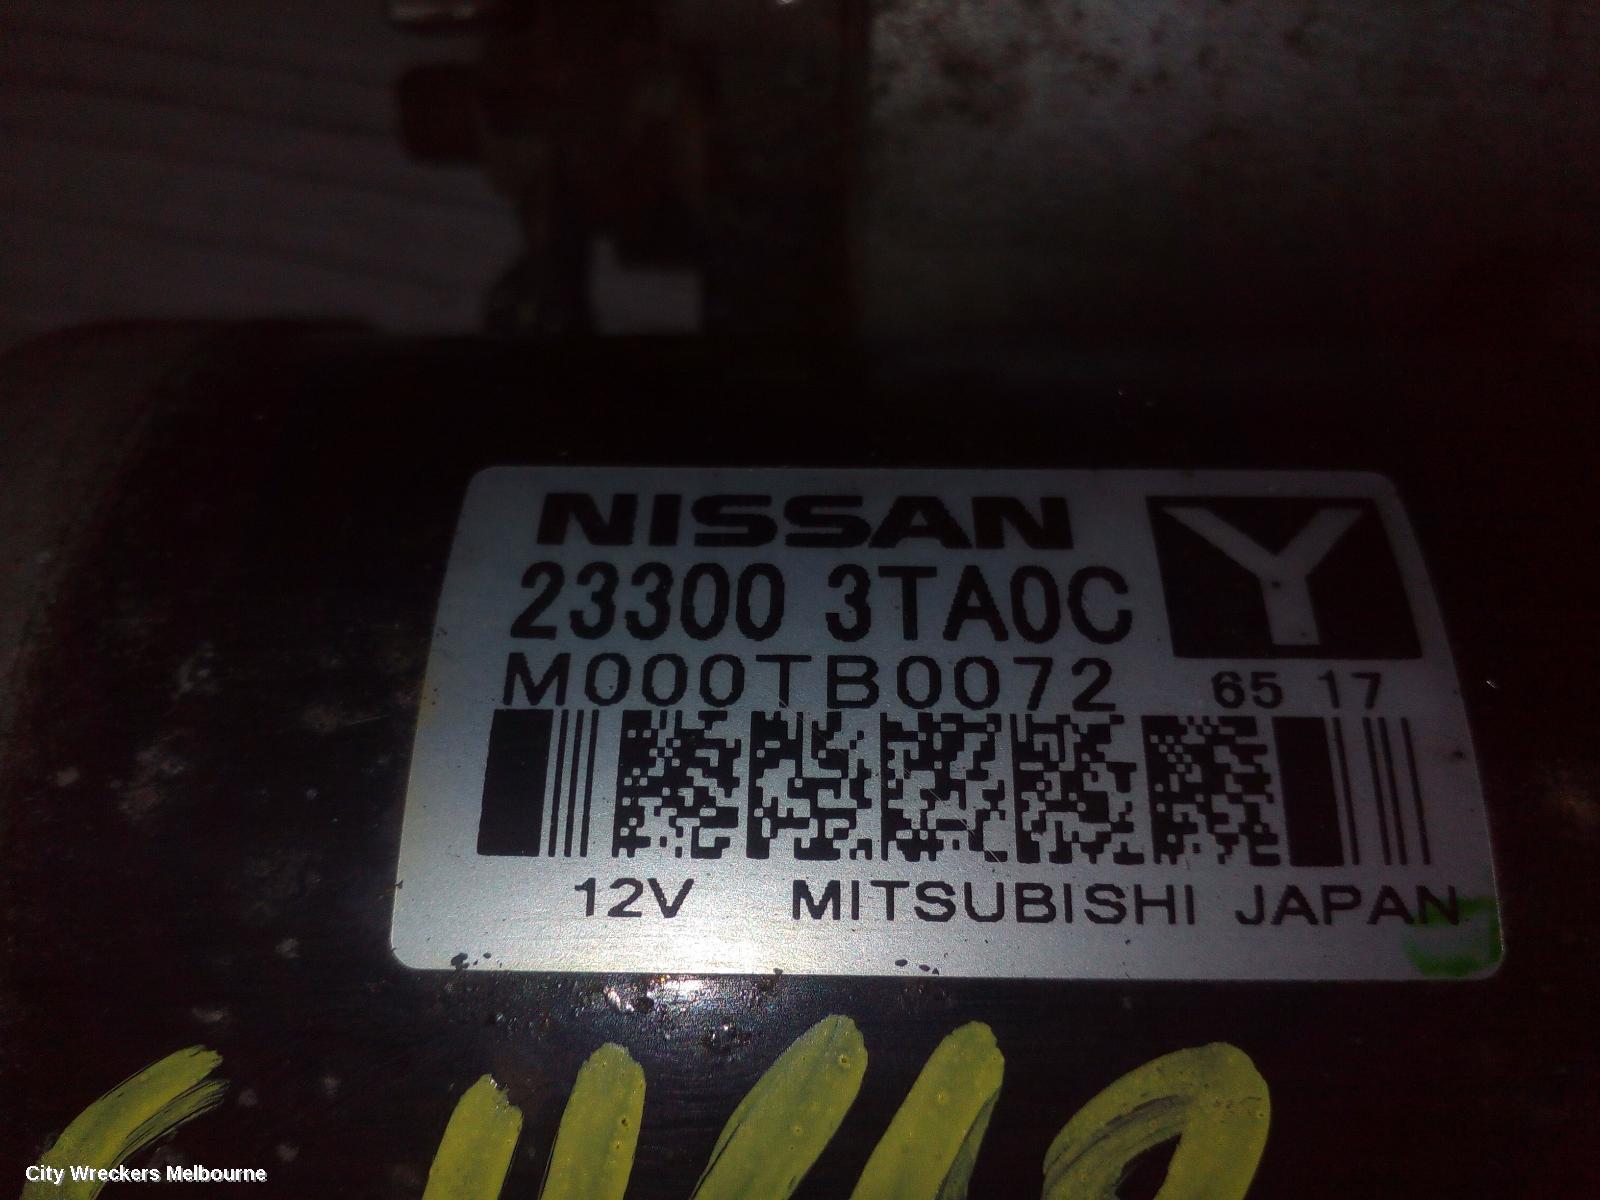 NISSAN
Y
23300 3TA0C
M000TB0072 65 17
12V MITSUBISHI JAPAN
City Wreckers Melbourne